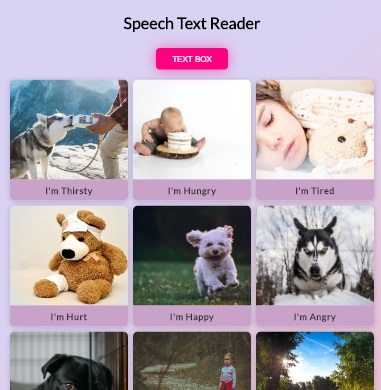 Speech Text Reader
TEXT BOX
I'm Thirsty
I'm Hungry
I'm Tired
I'm Hurt
I'm Happy
I'm Angry